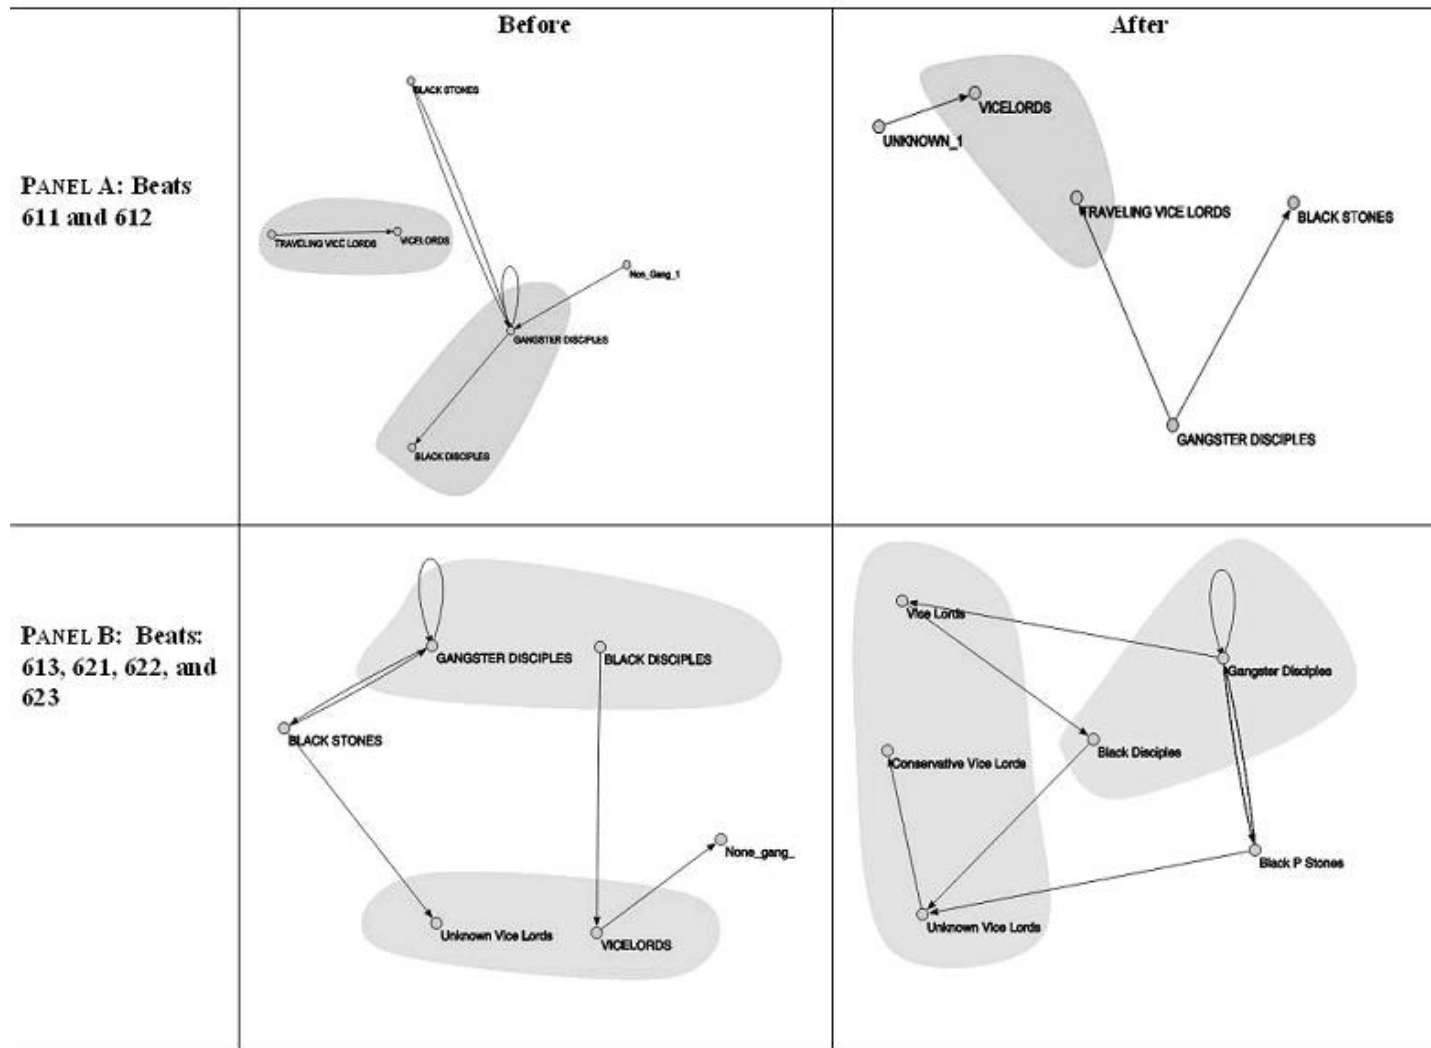 Before
After
PANEL A: Beats
611 and 612
BLACK STONES
TRAVELING VICE LORDS
VICELORDS
Non_Gang_1
GANGSTER DISCIPLES
BLACK DISCIPLES
VICELORDS
UNKNOWN_1
TRAVELING VICE LORDS
BLACK STONES
GANGSTER DISCIPLES
PANEL B: Beats:
613, 621, 622, and
623
GANGSTER DISCIPLES
BLACK DISCIPLES
BLACK STONES
None_gang_
Unknown Vice Lords
VICELORDS
Vice Lords
Gangster Disciples
Black Disciples
Conservative Vice Lords
Black P Stones
Unknown Vice Lords